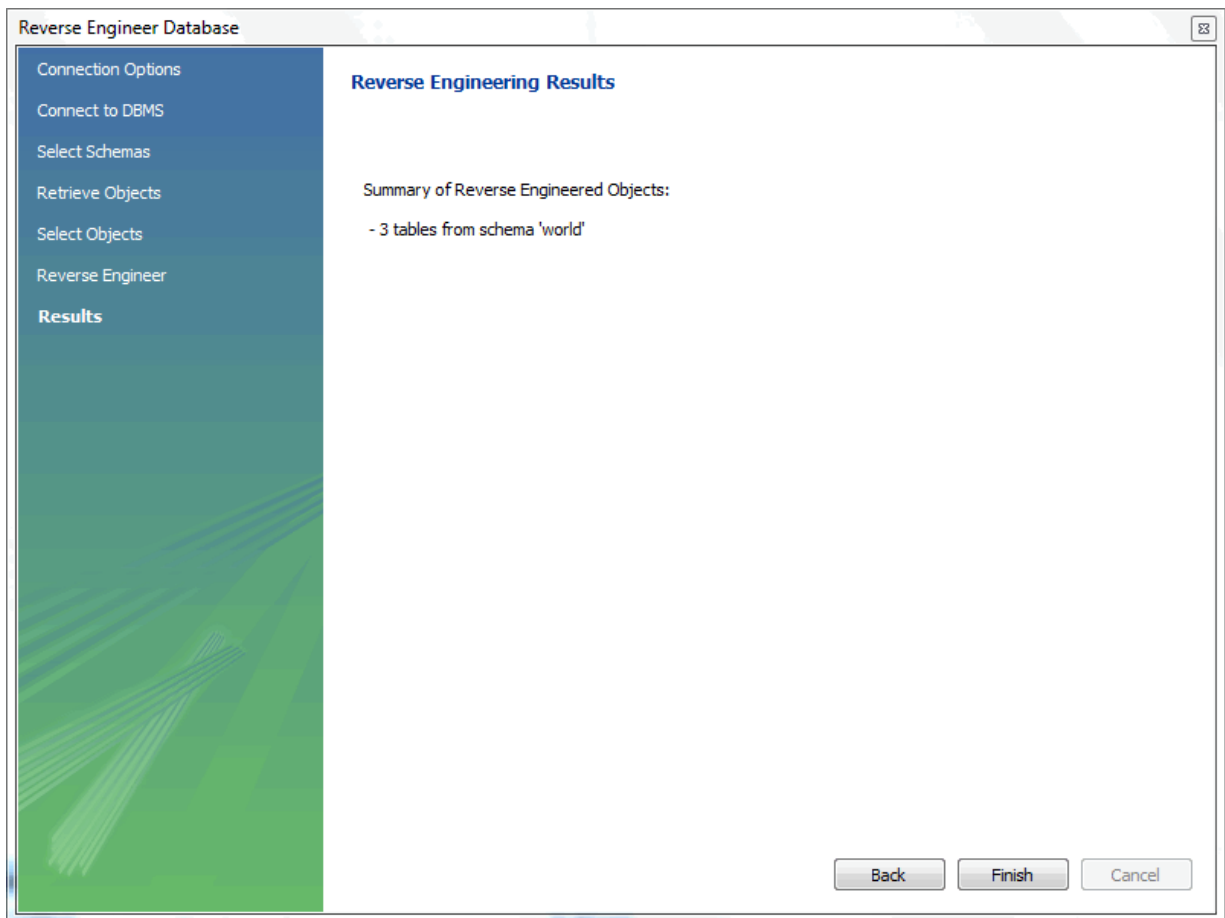 Reverse Engineer Database
Connection Options
Connect to DBMS
Select Schemas
Retrieve Objects
Select Objects
Reverse Engineer
Results
Reverse Engineering Results
Summary of Reverse Engineered Objects:
- 3 tables from schema 'world'
Back
Finish
Cancel